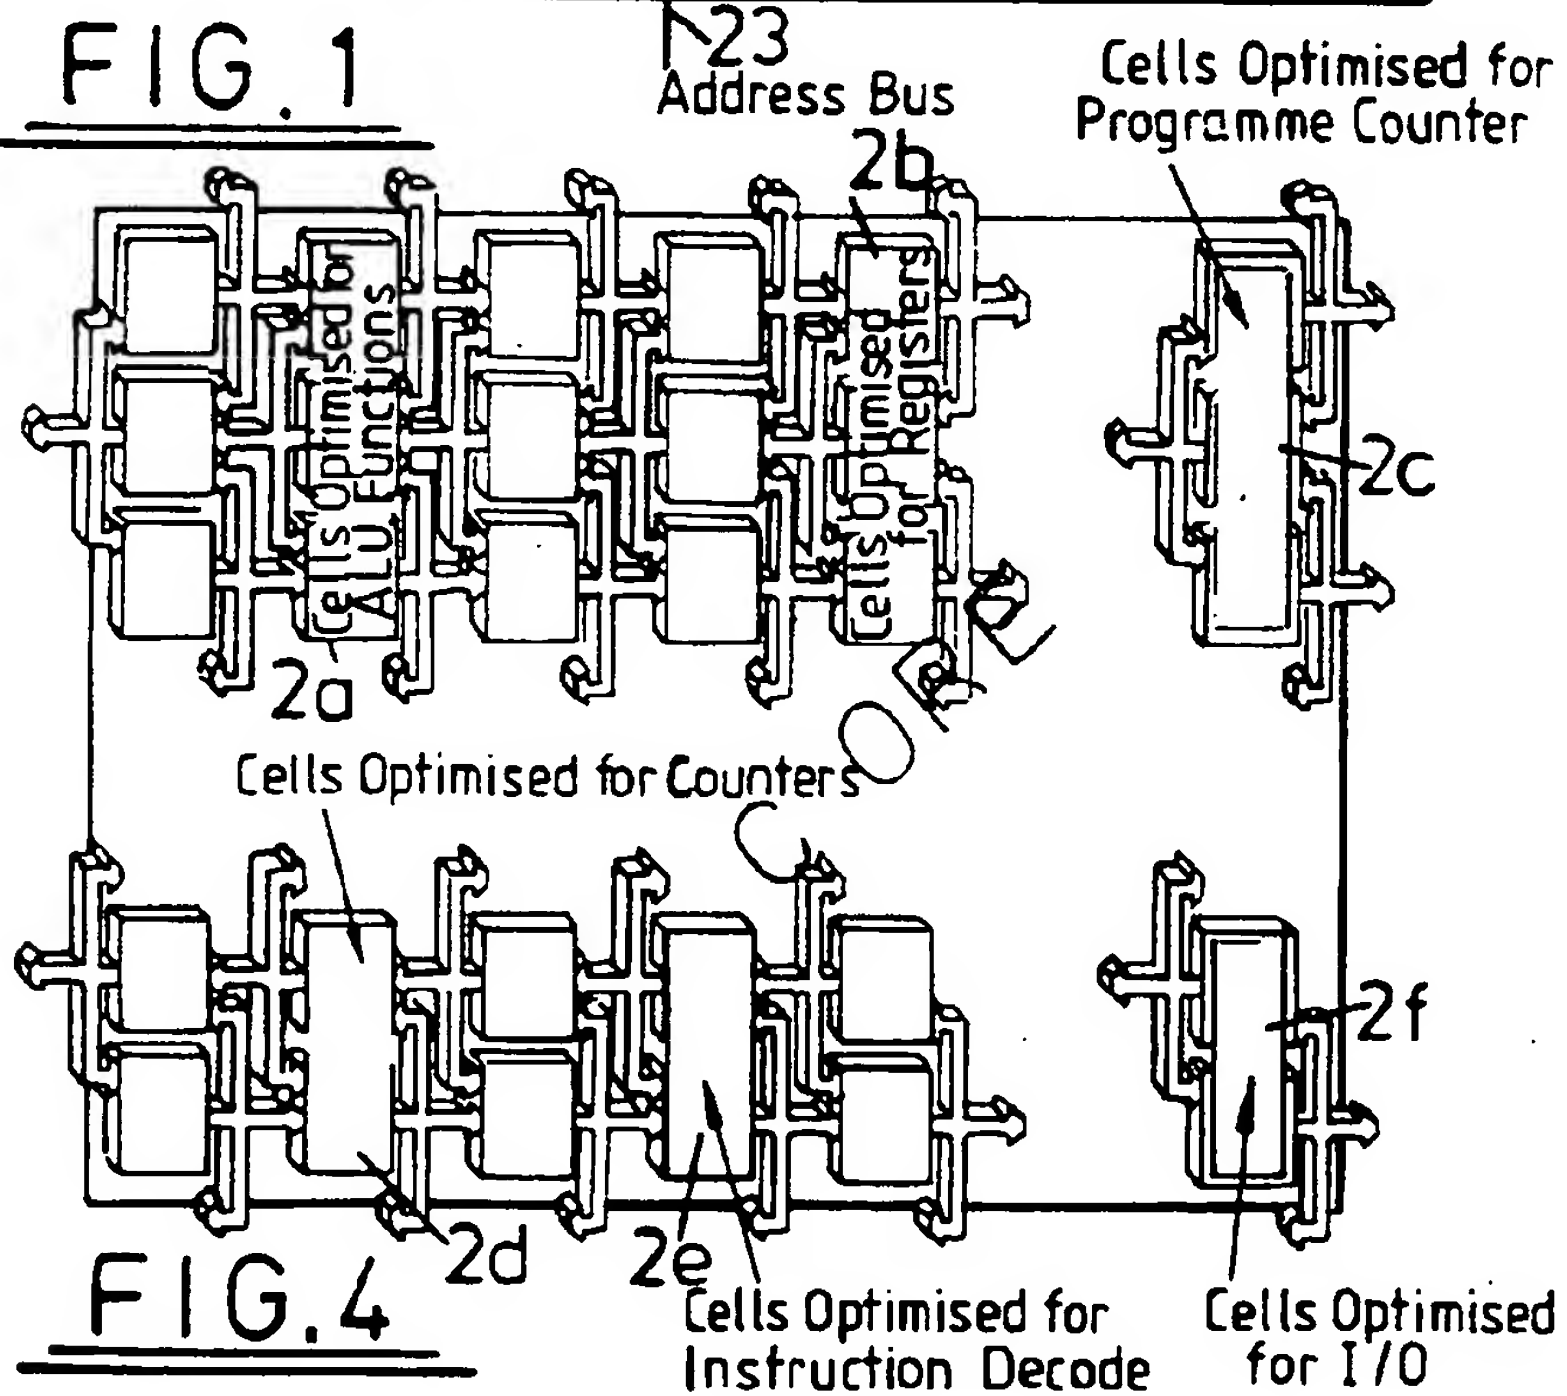 FIG.1
23
Address Bus
Cells Optimised for
Programme Counter
2b
Cells Optimised for
ALU Functions
Cells Optimised
for Registers
2c
2a
CORE
Cells Optimised for Counters
2f
2d
2e
FIG.4
Cells Optimised for
Instruction Decode
Cells Optimised
for I/O